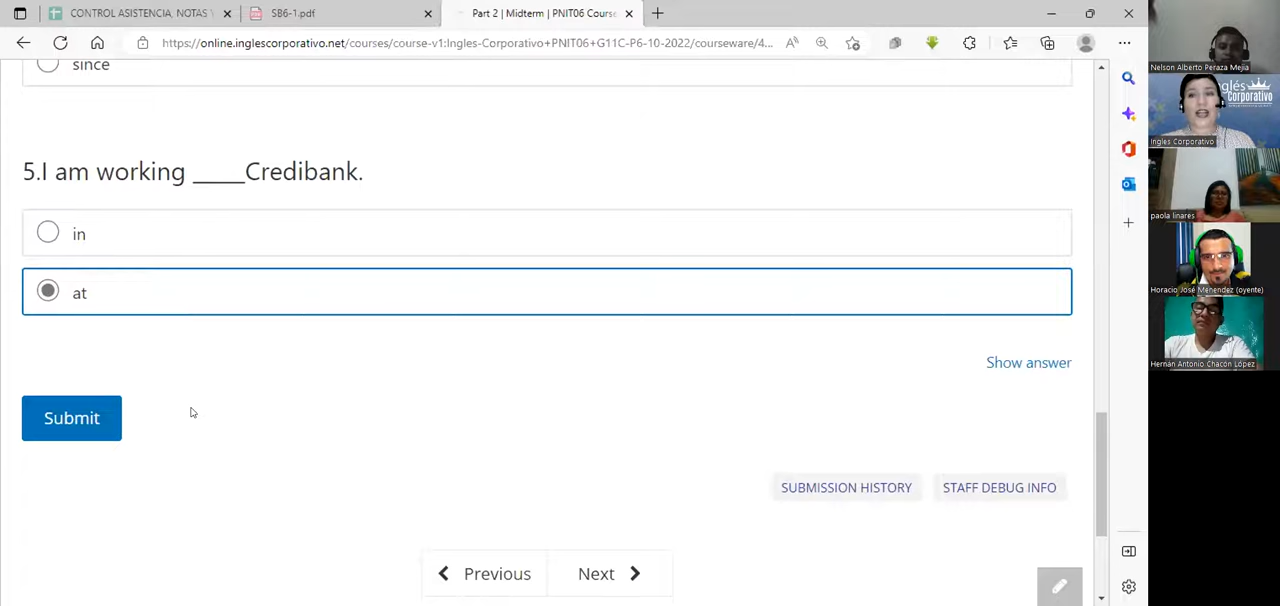 CONTROL ASISTENCIA, NOTAS
SB6-1.pdf
Part 2 | Midterm | PNIT06 Course
https://online.inglescorporativo.net/courses/course-v1:Ingles-Corporativo+PNIT06+G11C-P6-10-2022/courseware/4...
since
5.I am working _____Credibank.
in
at
Show answer
Submit
SUBMISSION HISTORY
STAFF DEBUG INFO
Previous
Next
Nelson Alberto Peraza Mejia
Inglés Corporativo
Ingles Corporativo
paola linares
Horacio José Menendez (oyente)
Hernán Antonio Chacón López